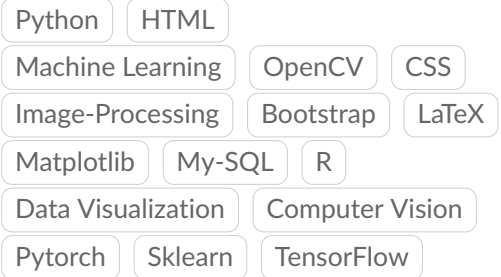 Python HTML
Machine Learning OpenCV CSS
Image-Processing Bootstrap LaTeX
Matplotlib My-SQL R
Data Visualization Computer Vision
Pytorch Sklearn TensorFlow